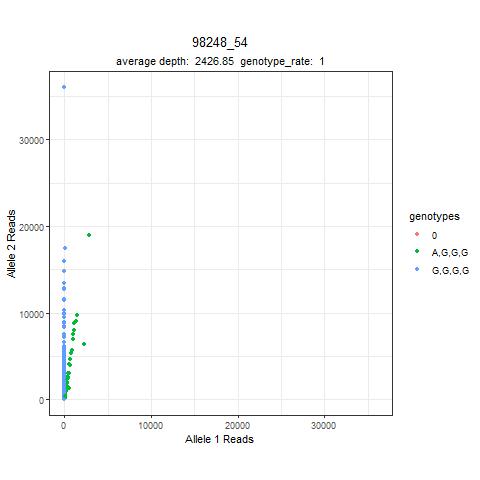 98248_54
average depth:  2426.85  genotype_rate:  1
30000
20000
10000
0
Allele 2 Reads
0
10000
20000
30000
Allele 1 Reads
genotypes
0
A,G,G,G
G,G,G,G